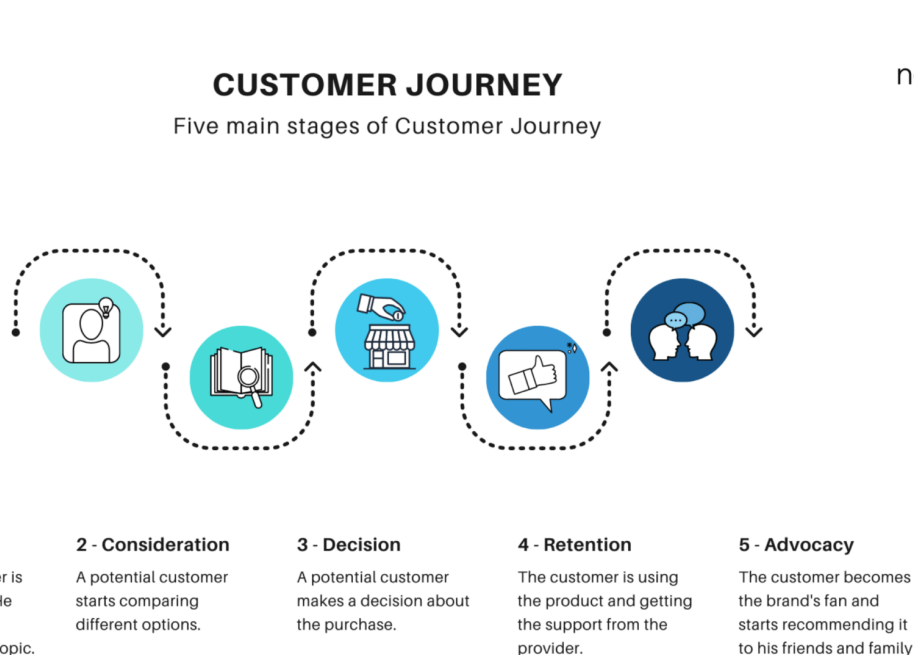 CUSTOMER JOURNEY
n
Five main stages of Customer Journey
2 - Consideration
A potential customer
starts comparing
different options.
3 - Decision
A potential customer
makes a decision about
the purchase.
4 - Retention
The customer is using
the product and getting
the support from the
provider.
5 - Advocacy
The customer becomes
the brand's fan and
starts recommending it
to his friends and family
is